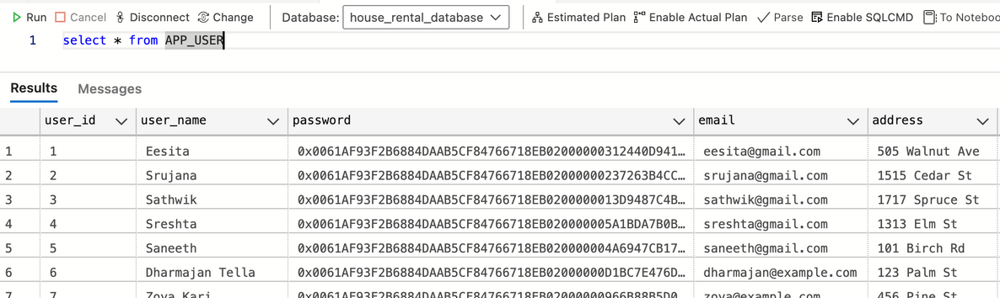 Run Cancel Disconnect Change Database: house_rental_database Estimated Plan Enable Actual Plan Parse Enable SQLCMD To Noteboo
1 select * from APP_USER
Results Messages
user_id user_name password email address
1 1 Eesita 0x0061AF93F2B6884DAAB5CF84766718EB02000000312440D941… eesita@gmail.com 505 Walnut Ave
2 2 Srujana 0x0061AF93F2B6884DAAB5CF84766718EB02000000237263B4CC… srujana@gmail.com 1515 Cedar St
3 3 Sathwik 0x0061AF93F2B6884DAAB5CF84766718EB0200000013D9487C4B… sathwik@gmail.com 1717 Spruce St
4 4 Sreshta 0x0061AF93F2B6884DAAB5CF84766718EB020000005A1BDA7B0B… sreshta@gmail.com 1313 Elm St
5 5 Saneeth 0x0061AF93F2B6884DAAB5CF84766718EB020000004A6947CB17… saneeth@gmail.com 101 Birch Rd
6 6 Dharmajan Tella 0x0061AF93F2B6884DAAB5CF84766718EB02000000D1BC7E476D… dharmajan@example.com 123 Palm St
7 7 Zoya Kari 0x0061AF93F2B6884DAAB5CF84766718EB02000000966B88B5D0… zoya@example.com 456 Pine St